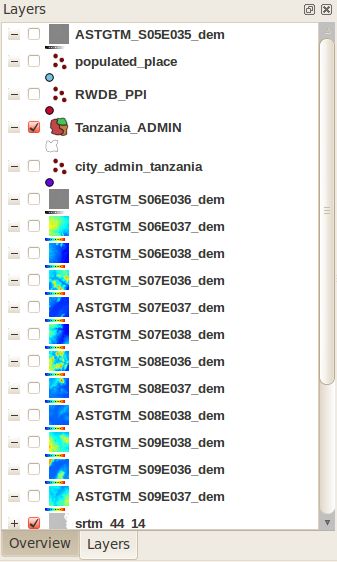 Layers
ASTGTM_S05E035_dem
populated_place
RWDB_PPI
Tanzania_ADMIN
city_admin_tanzania
ASTGTM_S06E036_dem
ASTGTM_S06E037_dem
ASTGTM_S06E038_dem
ASTGTM_S07E036_dem
ASTGTM_S07E037_dem
ASTGTM_S07E038_dem
ASTGTM_S08E036_dem
ASTGTM_S08E037_dem
ASTGTM_S08E038_dem
ASTGTM_S09E038_dem
ASTGTM_S09E036_dem
ASTGTM_S09E037_dem
srtm_44_14
Overview Layers